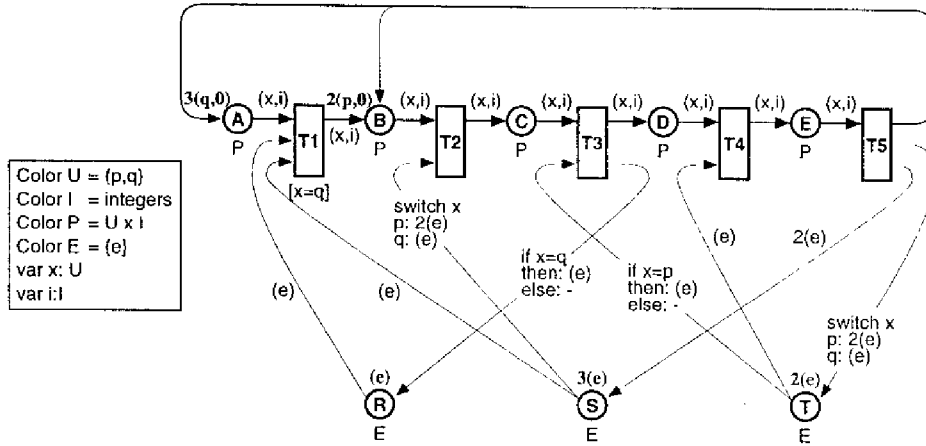 3(q,0)
A
P
(x,i)
T1
[x=q]
2(p,0)
(x,i)
B
P
(x,i)
T2
(x,i)
C
P
(x,i)
T3
(x,i)
D
P
(x,i)
T4
(x,i)
E
P
(x,i)
T5
Color U = {p,q}
Color I = integers
Color P = U x I
Color E = {e}
var x: U
var i:I
switch x
p: 2(e)
q: (e)
(e)
(e)
if x=q
then: (e)
else: -
if x=p
then: (e)
else: -
(e)
2(e)
switch x
p: 2(e)
q: (e)
(e)
R
E
3(e)
S
E
2(e)
T
E